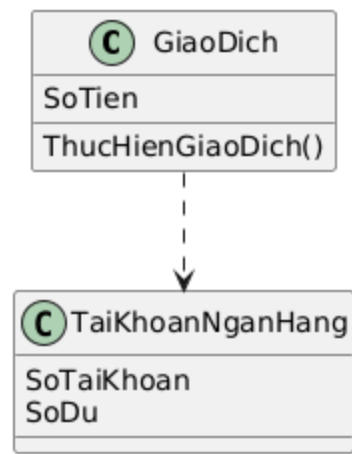 C GiaoDich
SoTien
ThucHienGiaoDich()
C TaiKhoanNganHang
SoTaiKhoan
SoDu